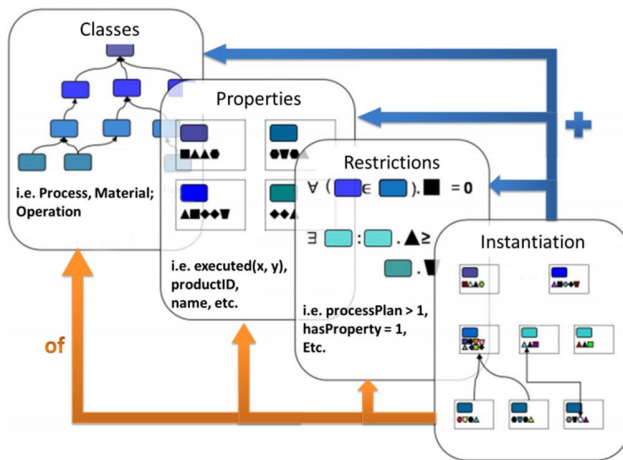 Classes
i.e. Process, Material;
Operation
Properties
i.e. executed(x, y),
productID,
name, etc.
Restrictions
∀ ( ∈ ). = 0
∃ : . ≥
.
i.e. processPlan > 1,
hasProperty = 1,
Etc.
Instantiation
of
+